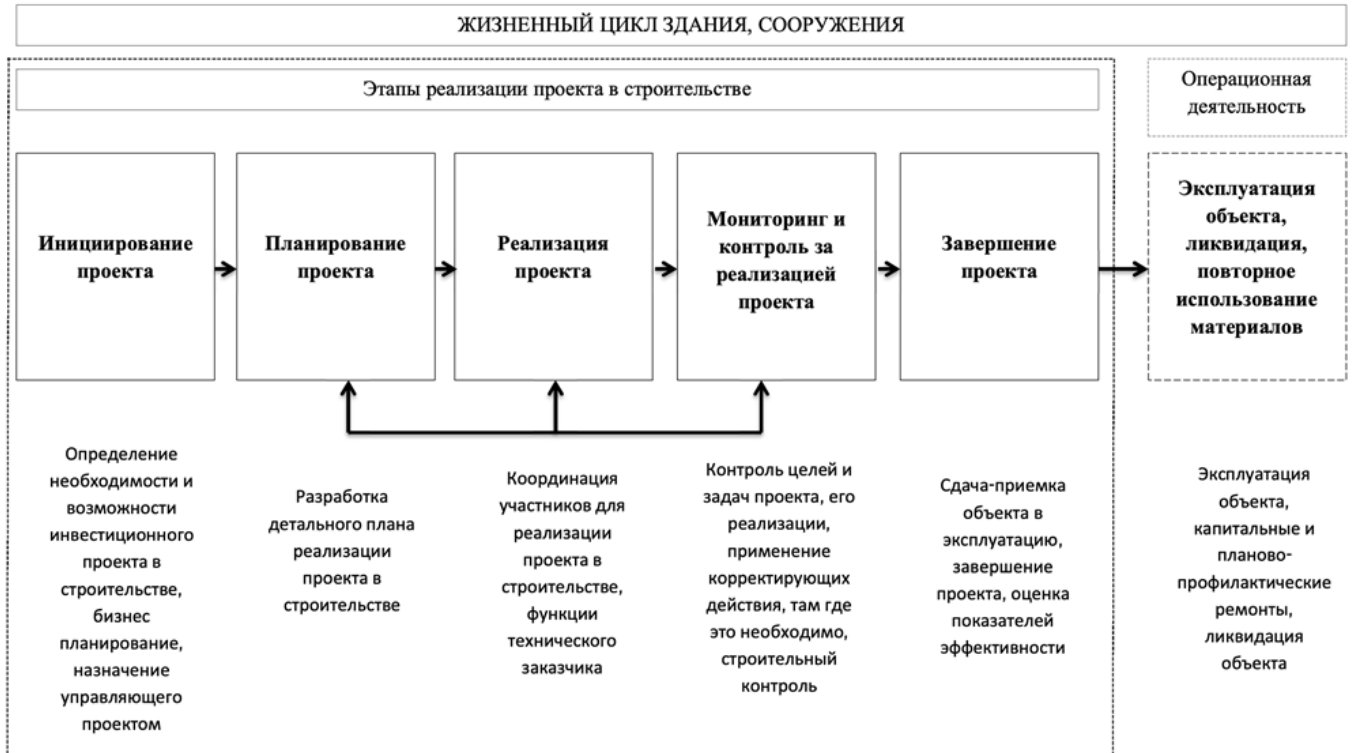 ЖИЗНЕННЫЙ ЦИКЛ ЗДАНИЯ, СООРУЖЕНИЯ
Этапы реализации проекта в строительстве
Операционная
деятельность
Инициирование
проекта
Планирование
проекта
Реализация
проекта
Мониторинг и
контроль за
реализацией
проекта
Завершение
проекта
Эксплуатация
объекта,
ликвидация,
повторное
использование
материалов
Определение
необходимости и
возможности
инвестиционного
проекта в
строительстве,
бизнес
планирование,
назначение
управляющего
проектом
Разработка
детального плана
реализации
проекта в
строительстве
Координация
участников для
реализации
проекта в
строительстве,
функции
технического
заказчика
Контроль целей и
задач проекта, его
реализации,
применение
корректирующих
действия, там где
это необходимо,
строительный
контроль
Сдача-приемка
объекта в
эксплуатацию,
завершение
проекта, оценка
показателей
эффективности
Эксплуатация
объекта,
капитальные и
планово-
профилактические
ремонты,
ликвидация
объекта